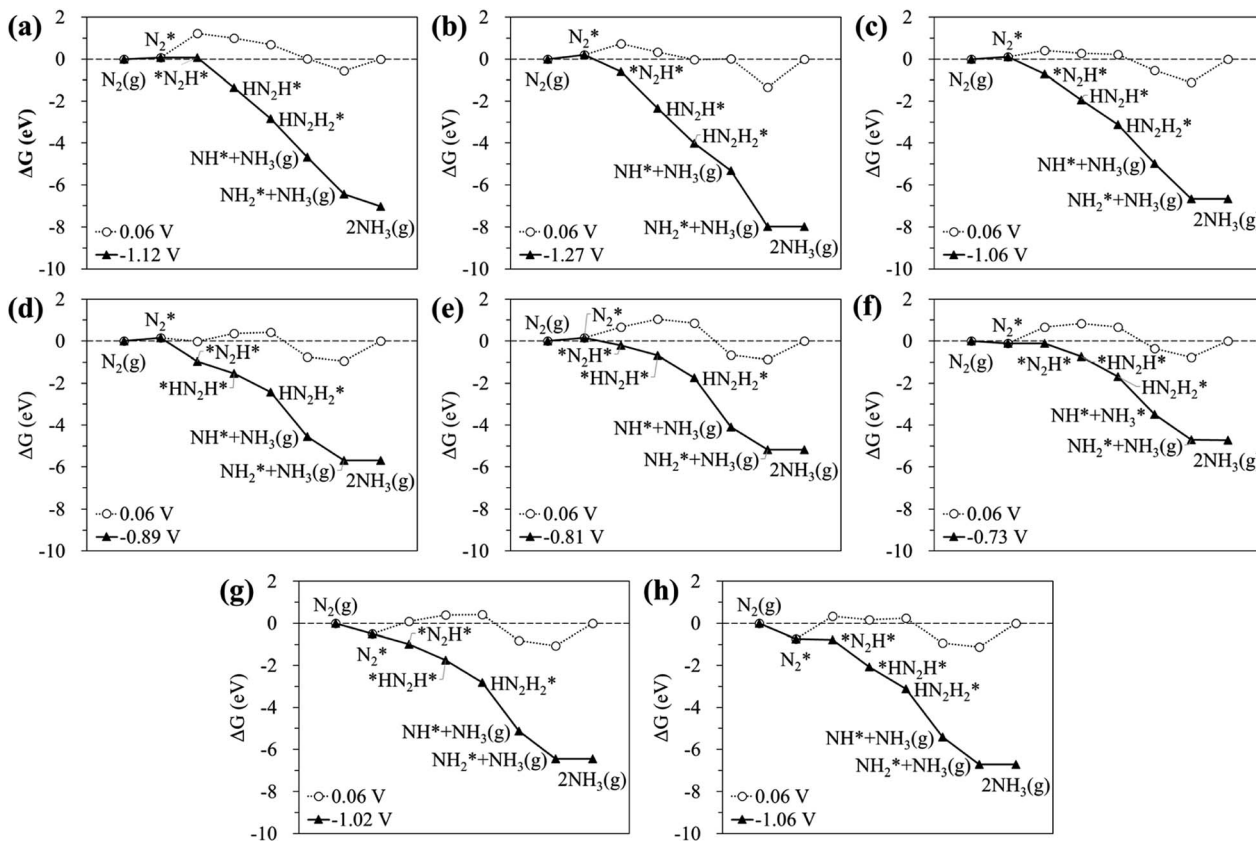 (a)
ΔG (eV)
2
0
-2
-4
-6
-8
-10
N₂(g)
N₂*
*N₂H*
HN₂H*
HN₂H₂*
NH*+NH₃(g)
NH₂*+NH₃(g)
2NH₃(g)
0.06 V
-1.12 V
(b)
ΔG (eV)
2
0
-2
-4
-6
-8
-10
N₂(g)
N₂*
*N₂H*
HN₂H*
HN₂H₂*
NH*+NH₃(g)
NH₂*+NH₃(g)
2NH₃(g)
0.06 V
-1.27 V
(c)
ΔG (eV)
2
0
-2
-4
-6
-8
-10
N₂(g)
N₂*
*N₂H*
HN₂H*
HN₂H₂*
NH*+NH₃(g)
NH₂*+NH₃(g)
2NH₃(g)
0.06 V
-1.06 V
(d)
ΔG (eV)
2
0
-2
-4
-6
-8
-10
N₂(g)
N₂*
*N₂H*
*HN₂H*
HN₂H₂*
NH*+NH₃(g)
NH₂*+NH₃(g)
2NH₃(g)
0.06 V
-0.89 V
(e)
ΔG (eV)
2
0
-2
-4
-6
-8
-10
N₂(g)
N₂*
*N₂H*
*HN₂H*
HN₂H₂*
NH*+NH₃(g)
NH₂*+NH₃(g)
2NH₃(g)
0.06 V
-0.81 V
(f)
ΔG (eV)
2
0
-2
-4
-6
-8
-10
N₂(g)
N₂*
*N₂H*
*HN₂H*
HN₂H₂*
NH*+NH₃*
NH₂*+NH₃(g)
2NH₃(g)
0.06 V
-0.73 V
(g)
ΔG (eV)
2
0
-2
-4
-6
-8
-10
N₂(g)
N₂*
*N₂H*
*HN₂H*
HN₂H₂*
NH*+NH₃(g)
NH₂*+NH₃(g)
2NH₃(g)
0.06 V
-1.02 V
(h)
ΔG (eV)
2
0
-2
-4
-6
-8
-10
N₂(g)
N₂*
*N₂H*
*HN₂H*
HN₂H₂*
NH*+NH₃(g)
NH₂*+NH₃(g)
2NH₃(g)
0.06 V
-1.06 V